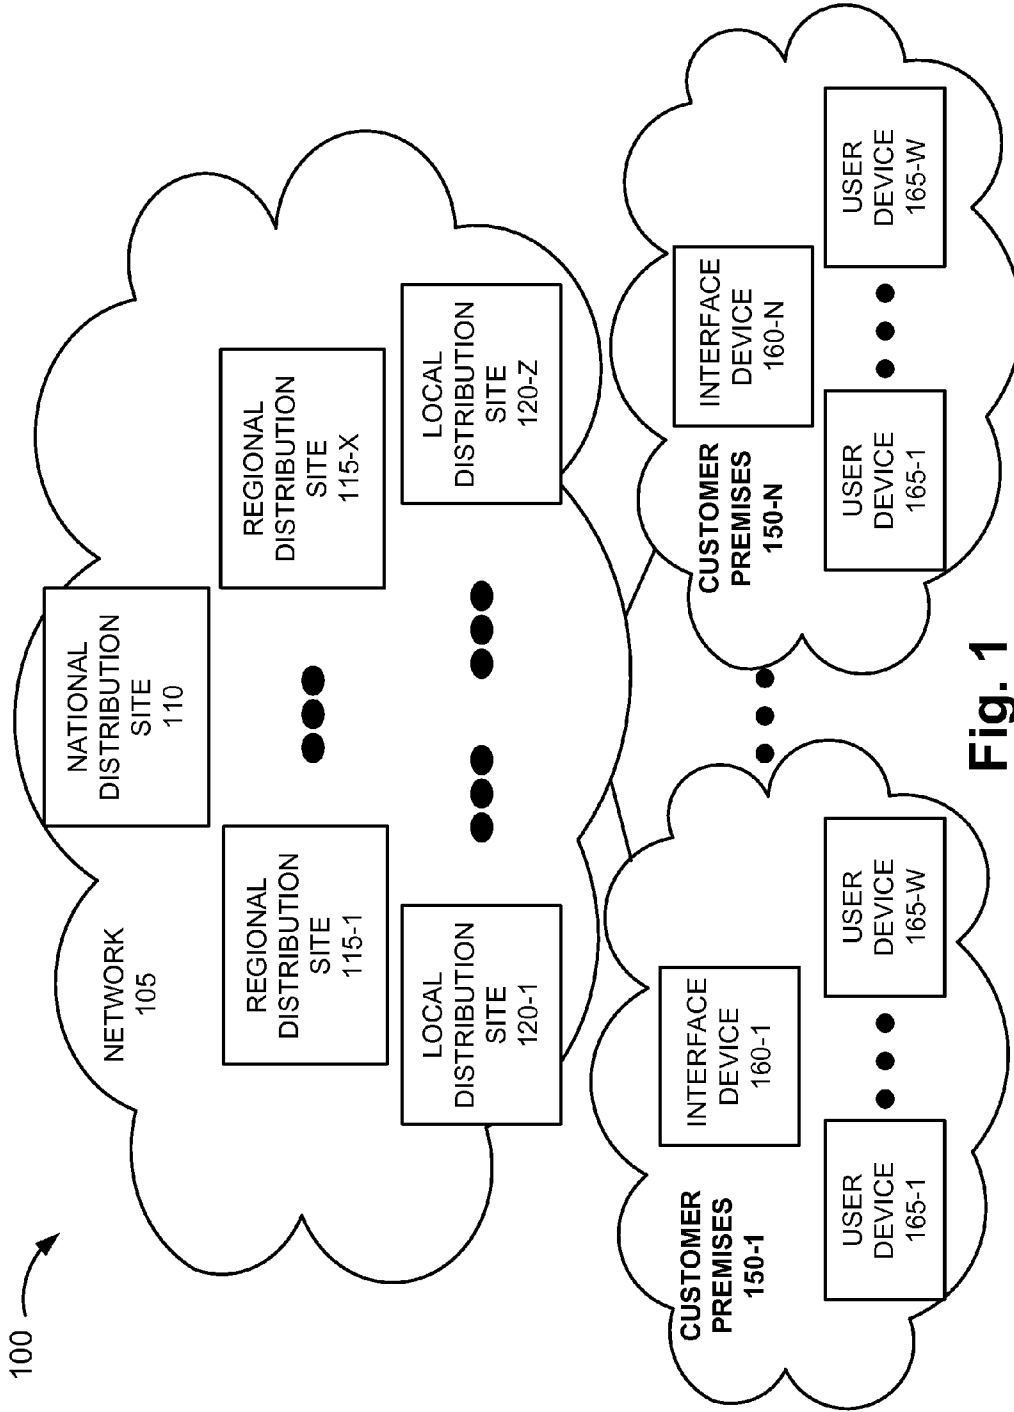 100
NETWORK
105
NATIONAL
DISTRIBUTION
SITE
110
REGIONAL
DISTRIBUTION
SITE
115-1
REGIONAL
DISTRIBUTION
SITE
115-X
LOCAL
DISTRIBUTION
SITE
120-1
LOCAL
DISTRIBUTION
SITE
120-Z
CUSTOMER
PREMISES
150-1
INTERFACE
DEVICE
160-1
USER
DEVICE
165-1
USER
DEVICE
165-W
CUSTOMER
PREMISES
150-N
INTERFACE
DEVICE
160-N
USER
DEVICE
165-1
USER
DEVICE
165-W
Fig. 1